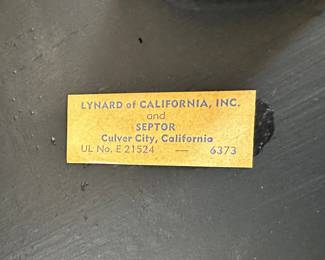 LYNARD of CALIFORNIA, INC.
and
SEPTOR
Culver City, California
UL No. E 21524 — 6373